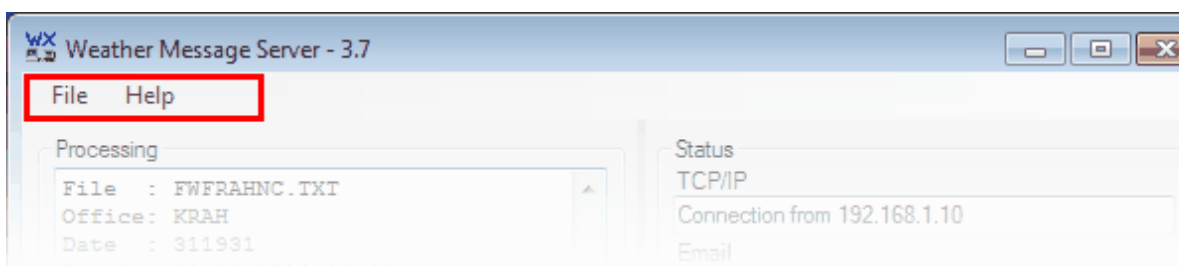 WX Weather Message Server - 3.7
File Help
Processing
File : FWFRAHNC.TXT
Office: KRAH
Date : 311931
Status
TCP/IP
Connection from 192.168.1.10
Email